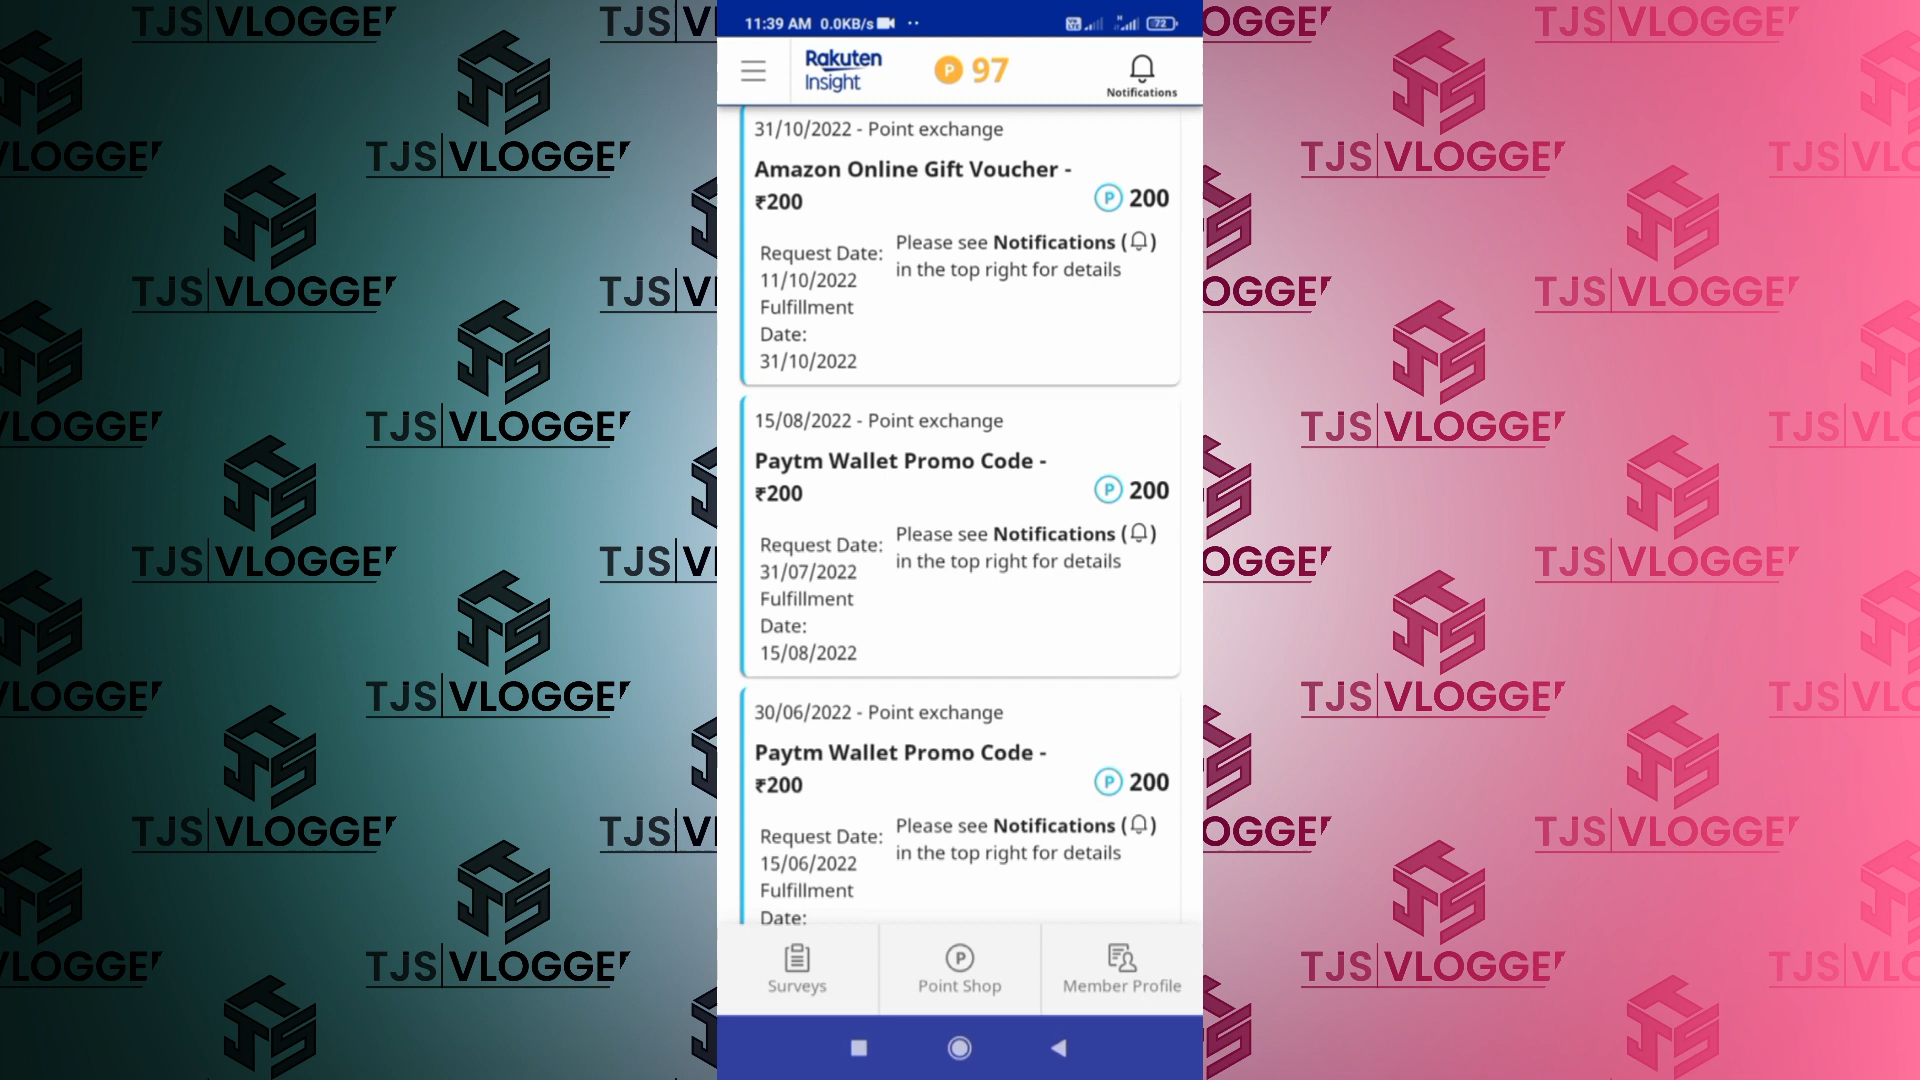 11:39 AM 0.0KB/s
72
Rakuten
Insight
P 97
Notifications
31/10/2022 - Point exchange
Amazon Online Gift Voucher -
₹200
P 200
Request Date:
11/10/2022
Fulfillment
Date:
31/10/2022
Please see Notifications ( )
in the top right for details
15/08/2022 - Point exchange
Paytm Wallet Promo Code -
₹200
P 200
Request Date:
31/07/2022
Fulfillment
Date:
15/08/2022
Please see Notifications ( )
in the top right for details
30/06/2022 - Point exchange
Paytm Wallet Promo Code -
₹200
P 200
Request Date:
15/06/2022
Fulfillment
Date:
Please see Notifications ( )
in the top right for details
Surveys
P
Point Shop
Member Profile
TJS|VLOGGER